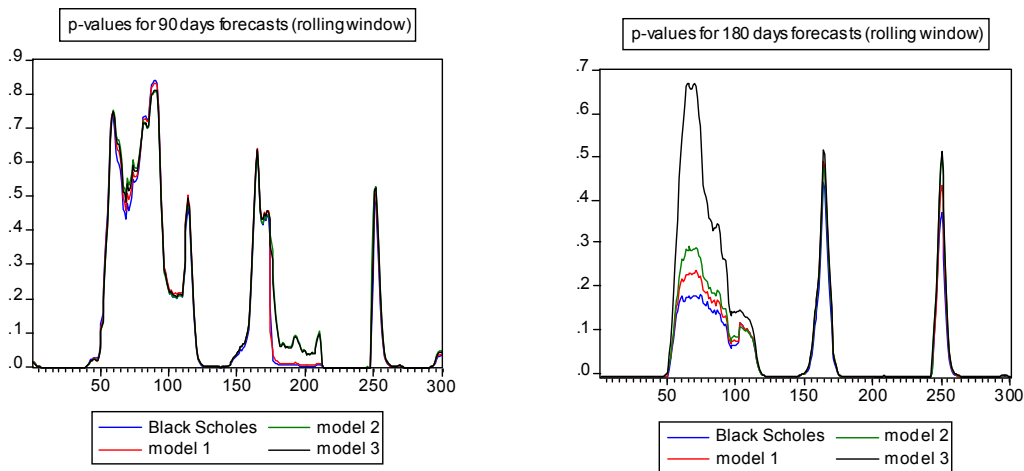 p-values for 90 days forecasts (rolling window)
.9
.8
.7
.6
.5
.4
.3
.2
.1
.0
50 100 150 200 250 300
Black Scholes model 2
model 1 model 3
p-values for 180 days forecasts (rolling window)
.7
.6
.5
.4
.3
.2
.1
.0
50 100 150 200 250 300
Black Scholes model 2
model 1 model 3